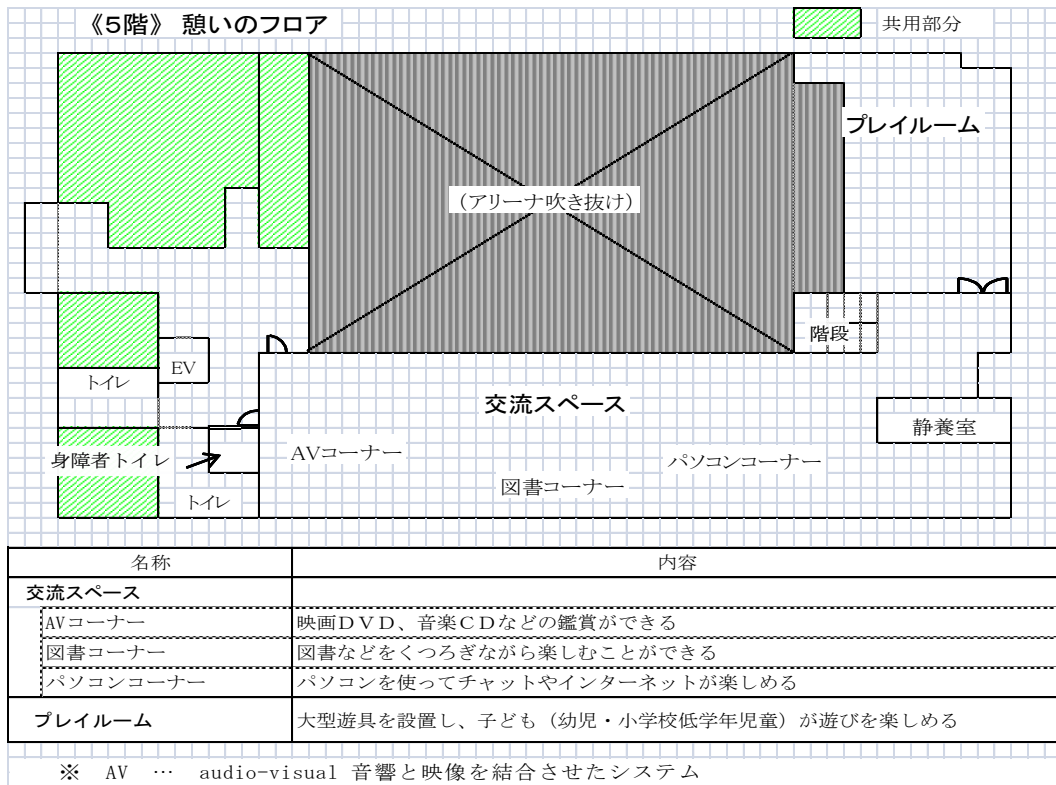 《5階》 憩いのフロア
共用部分
プレイルーム
（アリーナ吹き抜け）
階段
EV
トイレ
交流スペース
静養室
AVコーナー
パソコンコーナー
身障者トイレ
図書コーナー
トイレ
名称 内容
交流スペース
AVコーナー 映画ＤＶＤ、音楽ＣＤなどの鑑賞ができる
図書コーナー 図書などをくつろぎながら楽しむことができる
パソコンコーナー パソコンを使ってチャットやインターネットが楽しめる
プレイルーム 大型遊具を設置し、子ども（幼児・小学校低学年児童）が遊びを楽しめる
※ AV … audio-visual 音響と映像を結合させたシステム